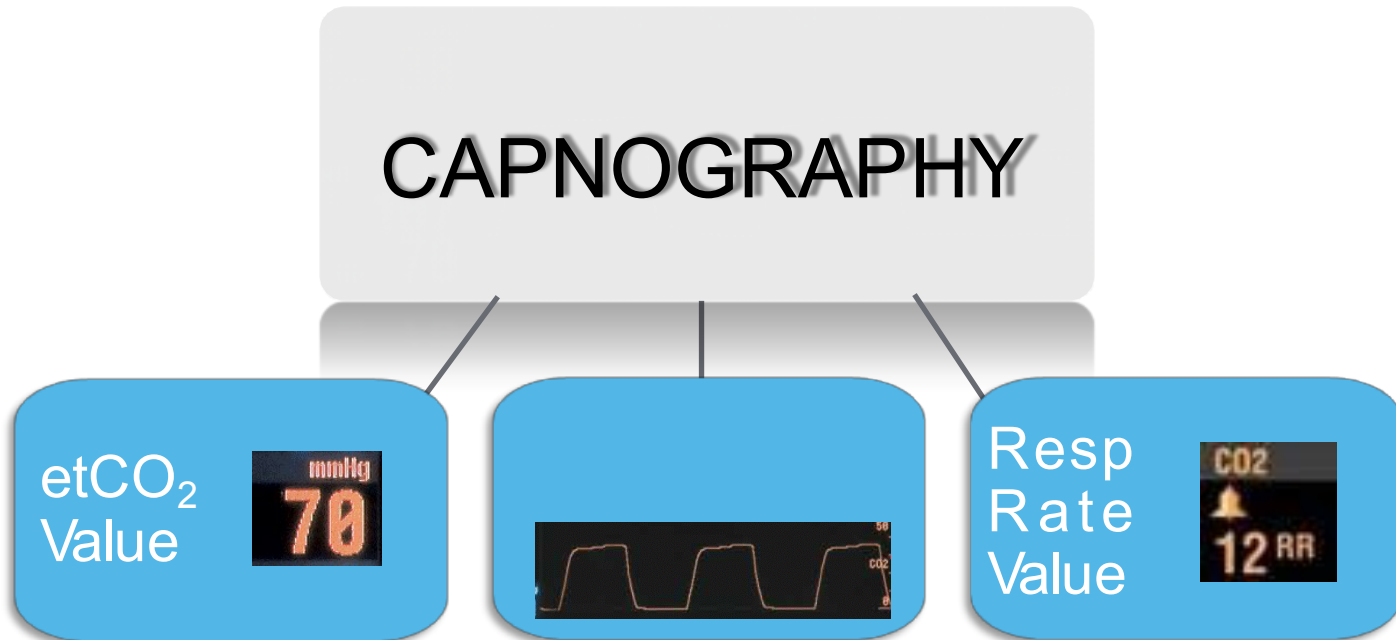 CAPNOGRAPHY
etCO₂
Value
mmHg
70
50
CO2
0
Resp
Rate
Value
CO2
12 RR